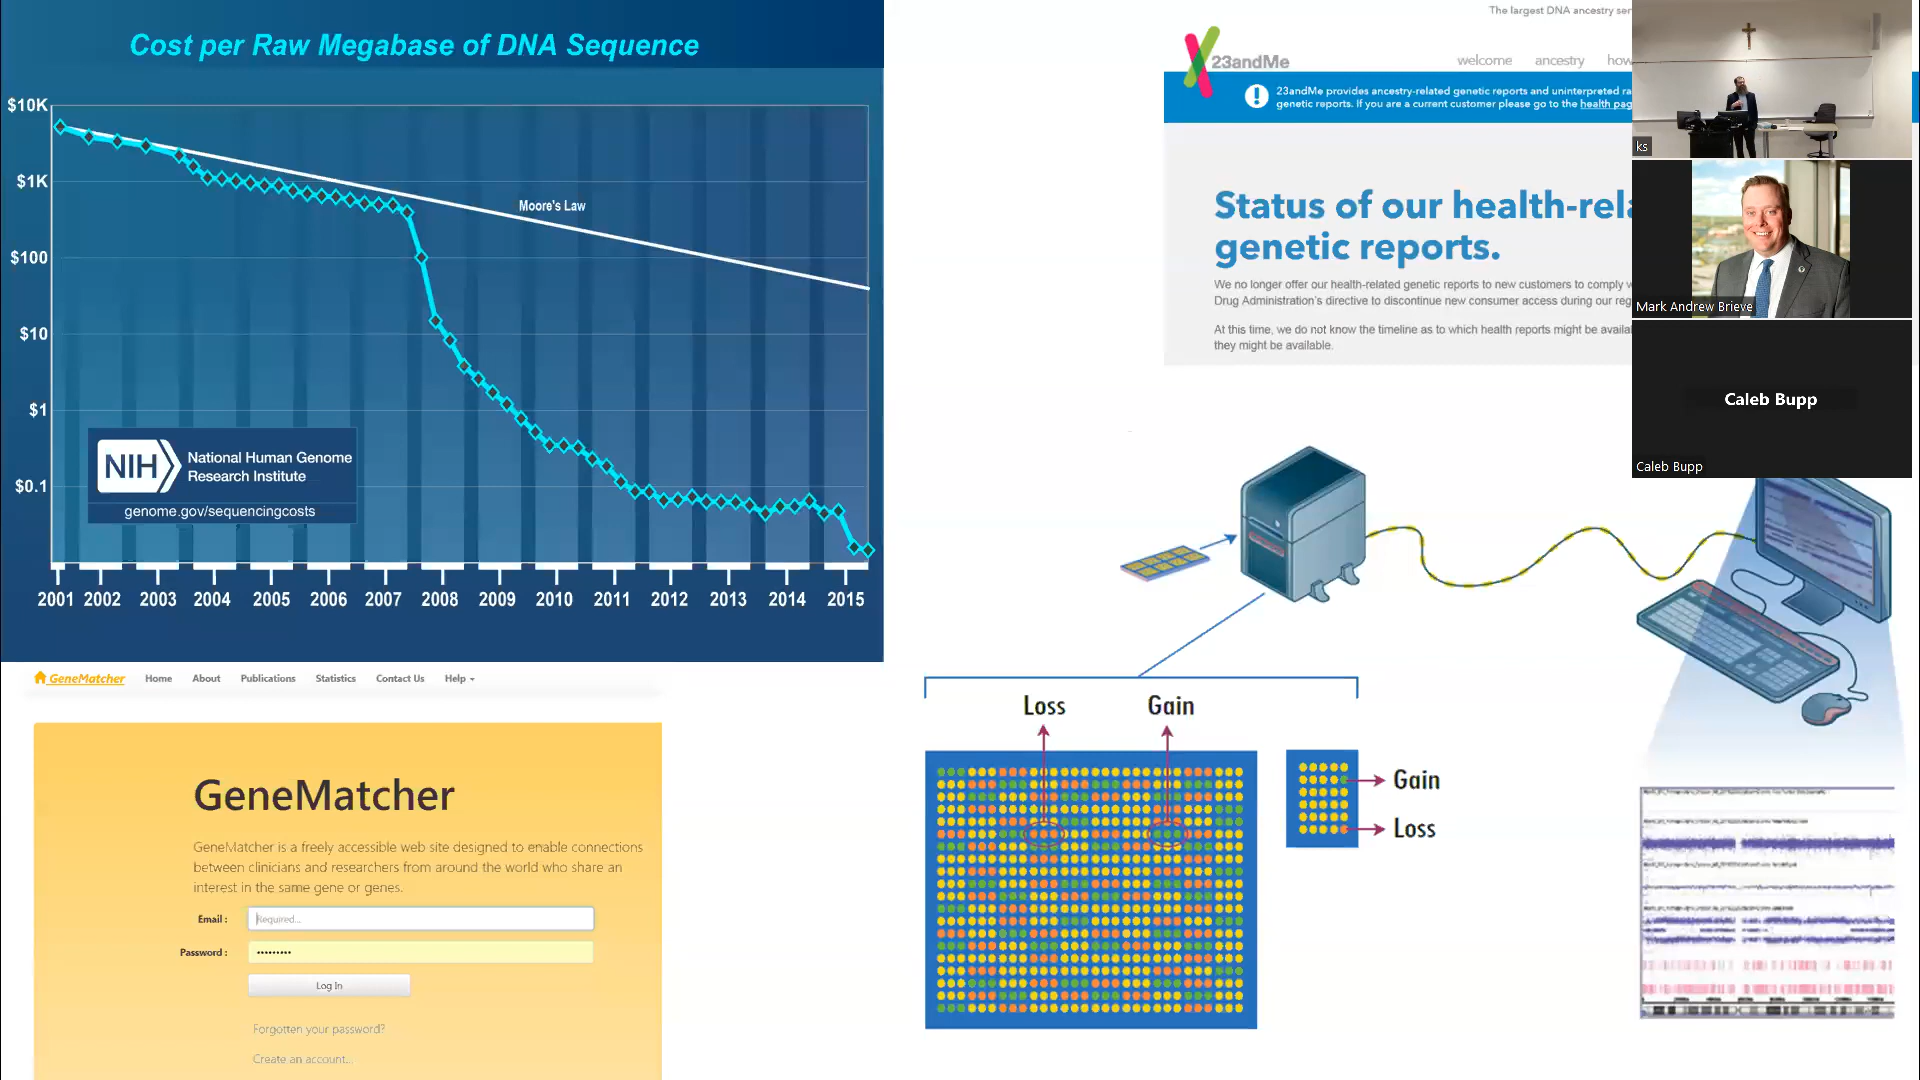 Cost per Raw Megabase of DNA Sequence
$10K
$1K
$100
$10
$1
$0.1
Moore's Law
NIH
National Human Genome
Research Institute
genome.gov/sequencingcosts
2001 2002 2003 2004 2005 2006 2007 2008 2009 2010 2011 2012 2013 2014 2015
The largest DNA ancestry ser
23andMe
welcome ancestry how
23andMe provides ancestry-related genetic reports and uninterpreted ra
genetic reports. If you are a current customer please go to the health pag
Status of our health-rel
genetic reports.
We no longer offer our health-related genetic reports to new customers to comply w
Drug Administration's directive to discontinue new consumer access during our reg
At this time, we do not know the timeline as to which health reports might be availa
they might be available.
ks
Mark Andrew Brieve
Caleb Bupp
Caleb Bupp
GeneMatcher Home About Publications Statistics Contact Us Help
GeneMatcher
GeneMatcher is a freely accessible web site designed to enable connections
between clinicians and researchers from around the world who share an
interest in the same gene or genes.
Email :
Required...
Password :
Log In
Forgotten your password?
Create an account...
Loss
Gain
Gain
Loss